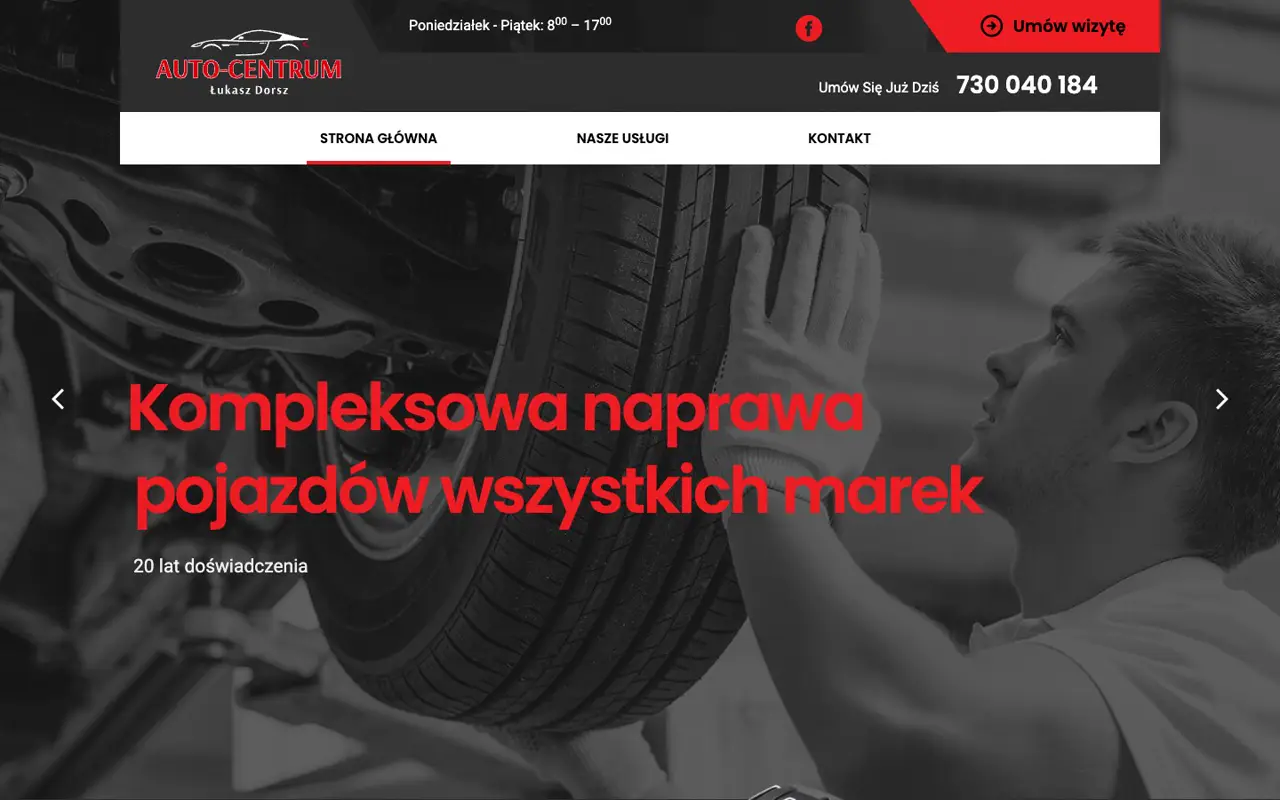 AUTO-CENTRUM
Łukasz Dorsz
Poniedziałek - Piątek: 8⁰⁰ – 17⁰⁰
Umów wizytę
Umów Się Już Dziś 730 040 184
STRONA GŁÓWNA NASZE USŁUGI KONTAKT
Kompleksowa naprawa
pojazdów wszystkich marek
20 lat doświadczenia